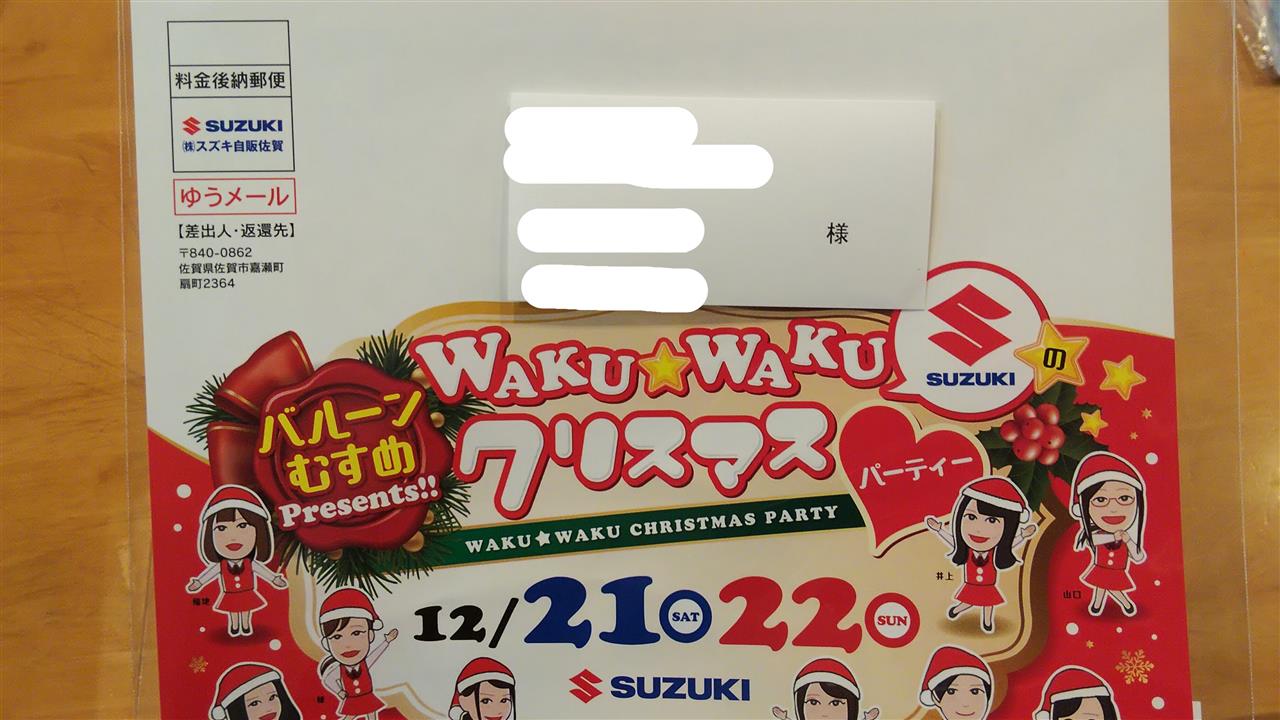 料金後納郵便
SUZUKI
㈱スズキ自販佐賀
ゆうメール
【差出人・返還先】
〒840-0862
佐賀県佐賀市嘉瀬町
扇町2364
様
SUZUKI
の
WAKU★WAKU
クリスマス
パーティー
バルーン
むすめ
Presents!!
WAKU★WAKU CHRISTMAS PARTY
12/21 SAT 22 SUN
井上
山口
SUZUKI